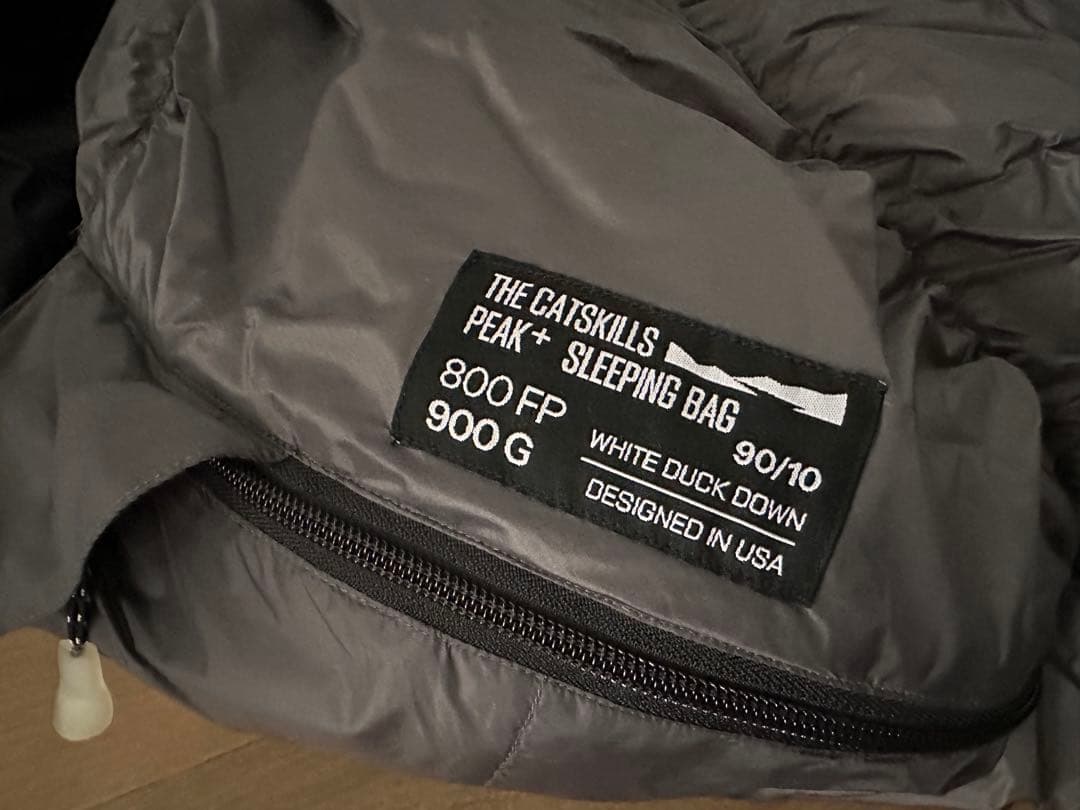 THE CATSKILLS
PEAK+ SLEEPING BAG
800 FP
900 G
90/10
WHITE DUCK DOWN
DESIGNED IN USA